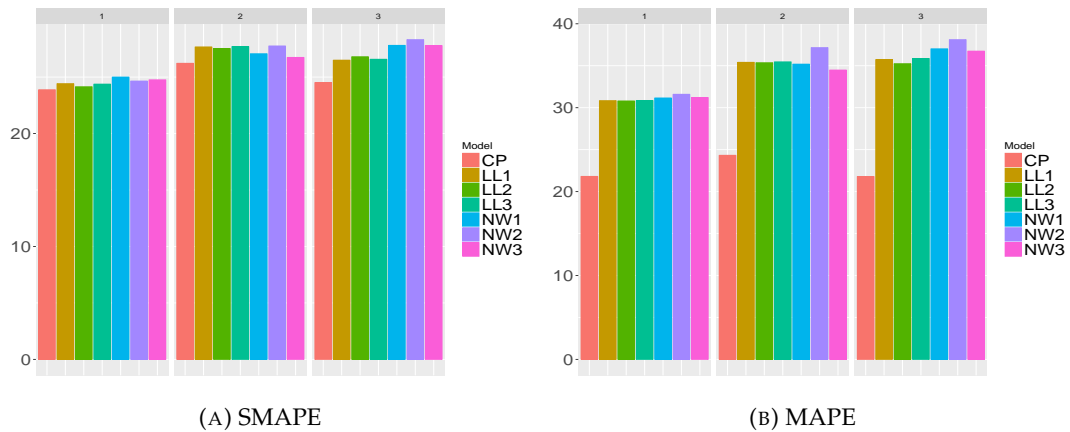 1 2 3
20
10
0
Model
CP
LL1
LL2
LL3
NW1
NW2
NW3
(A) SMAPE
1 2 3
40
30
20
10
0
Model
CP
LL1
LL2
LL3
NW1
NW2
NW3
(B) MAPE